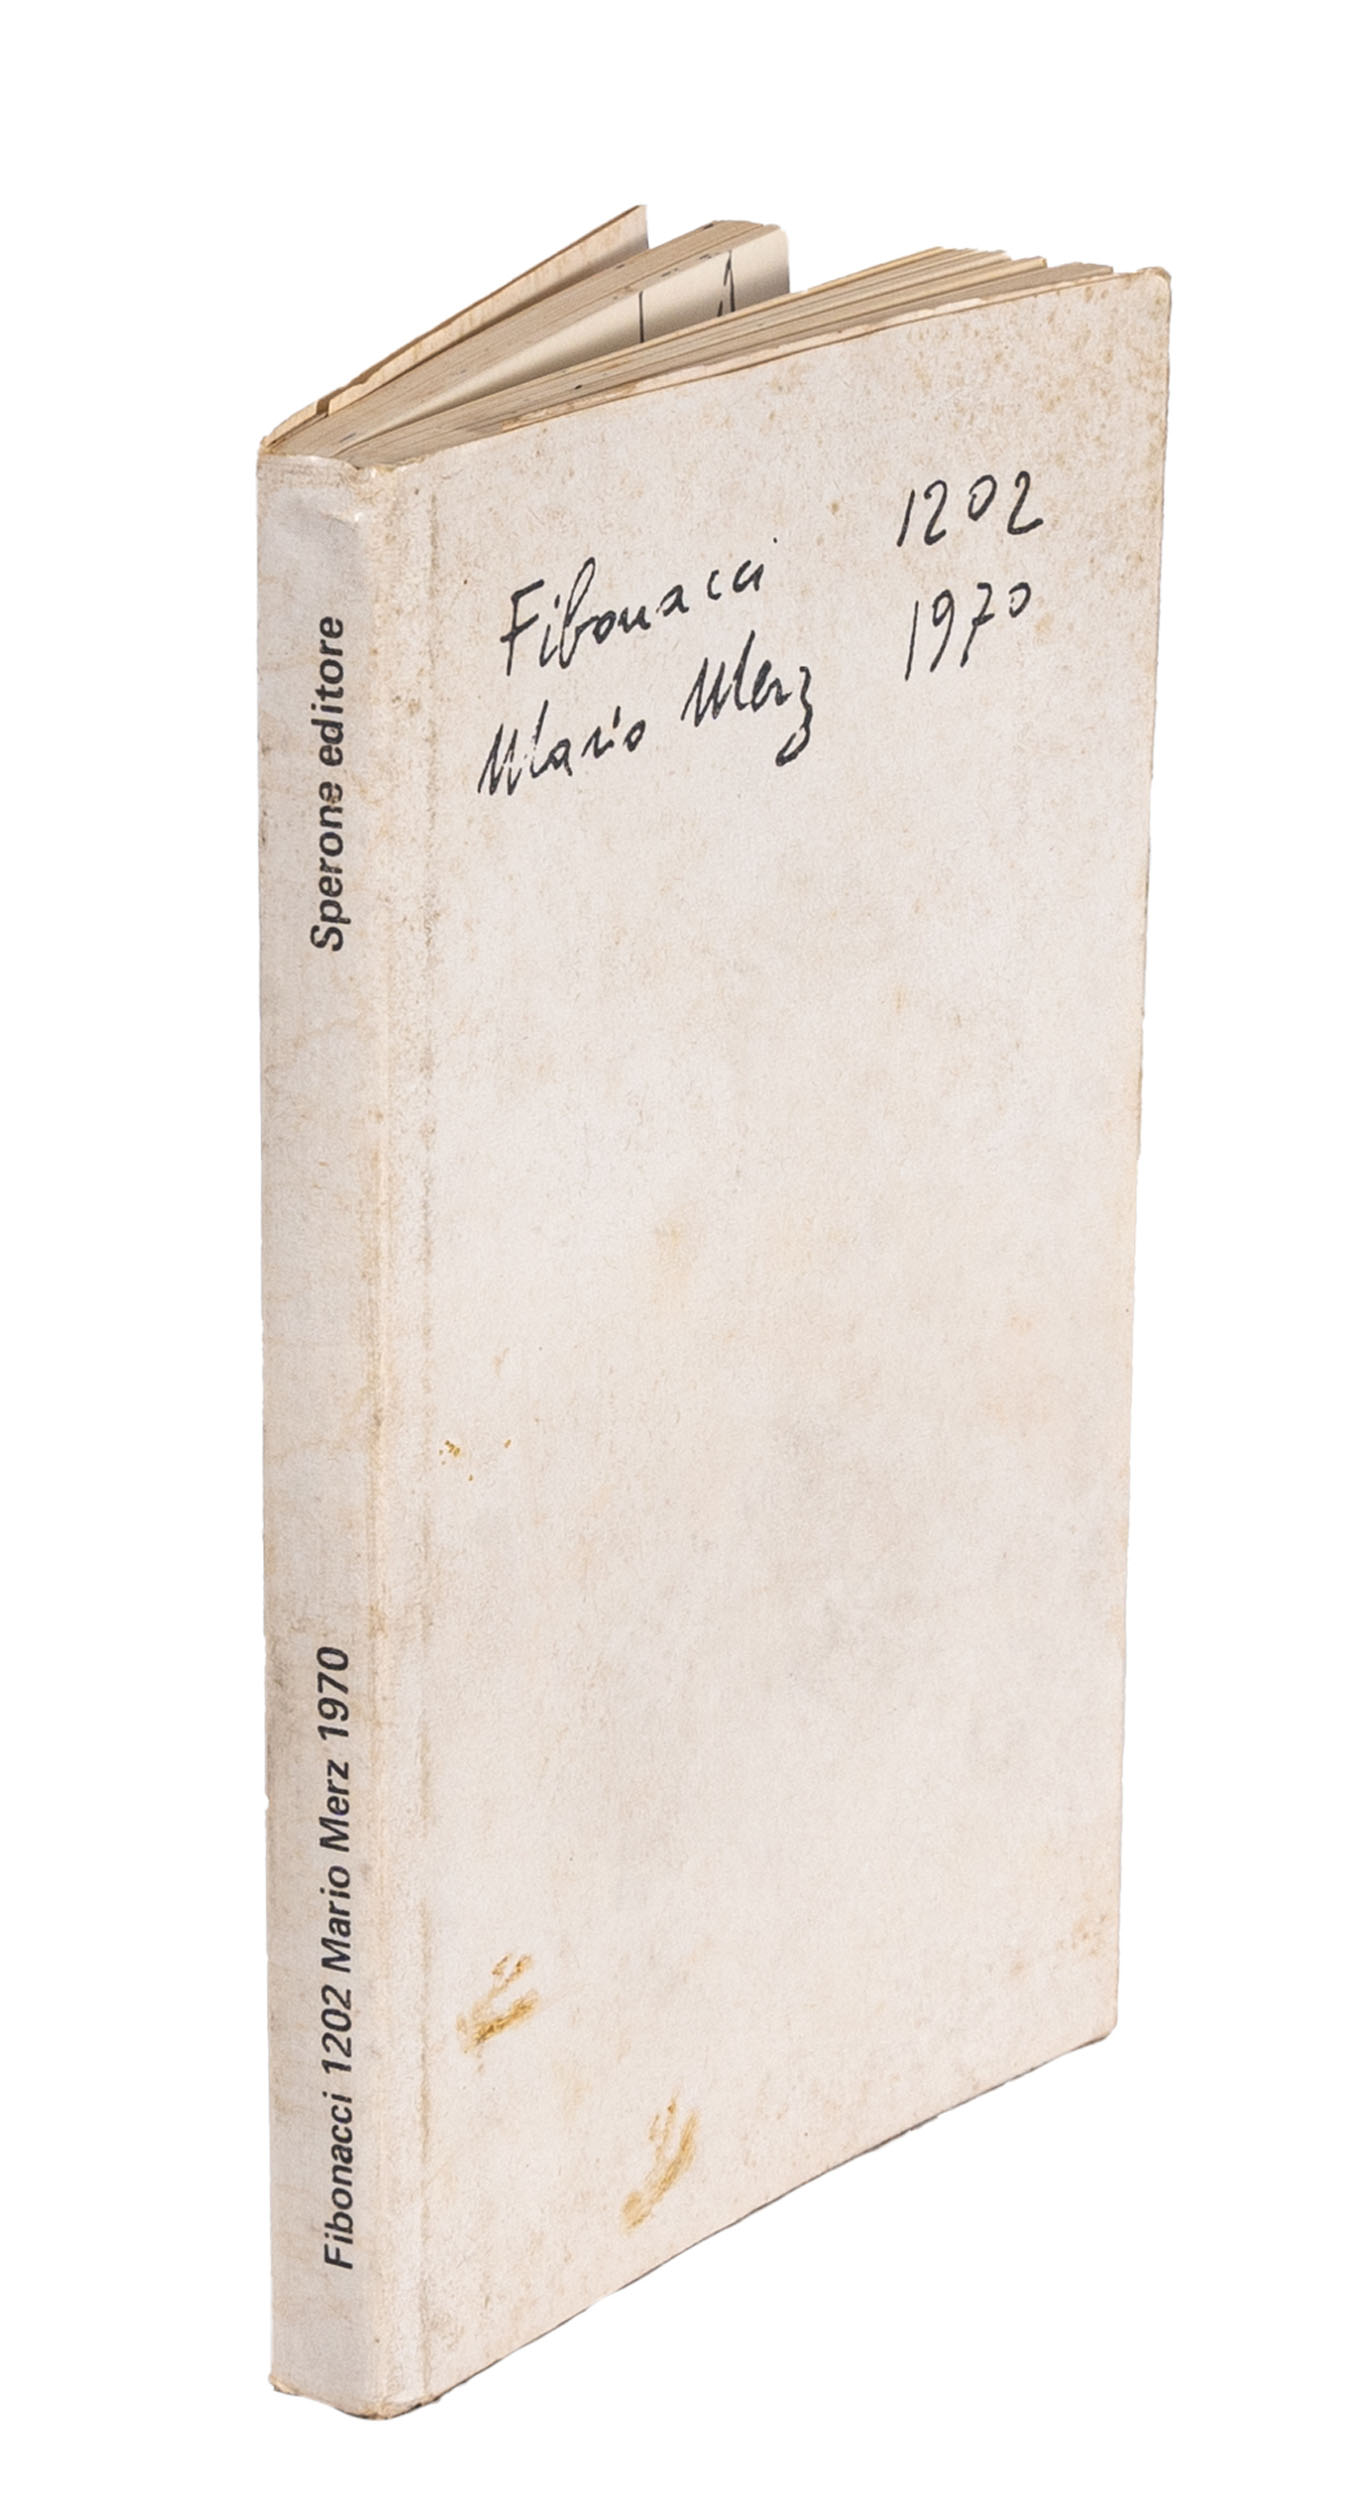 Fibonacci 1202
Mario Merz 1970
Sperone editore
Fibonacci 1202 Mario Merz 1970